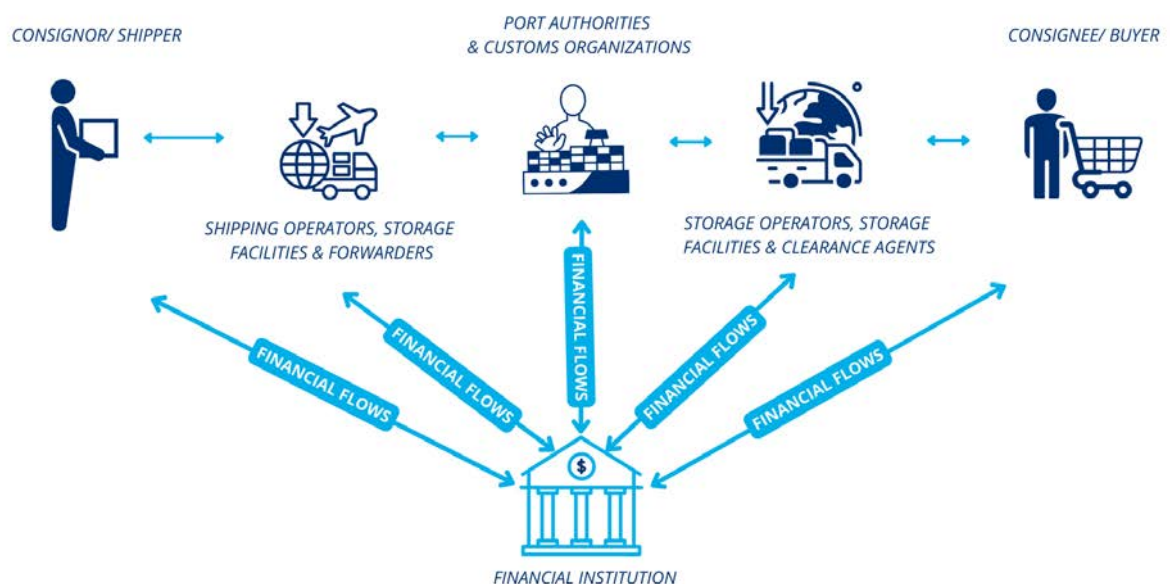 CONSIGNOR/ SHIPPER
PORT AUTHORITIES
& CUSTOMS ORGANIZATIONS
CONSIGNEE/ BUYER
SHIPPING OPERATORS, STORAGE
FACILITIES & FORWARDERS
STORAGE OPERATORS, STORAGE
FACILITIES & CLEARANCE AGENTS
FINANCIAL FLOWS
FINANCIAL FLOWS
FINANCIAL FLOWS
FINANCIAL FLOWS
FINANCIAL FLOWS
$
FINANCIAL INSTITUTION